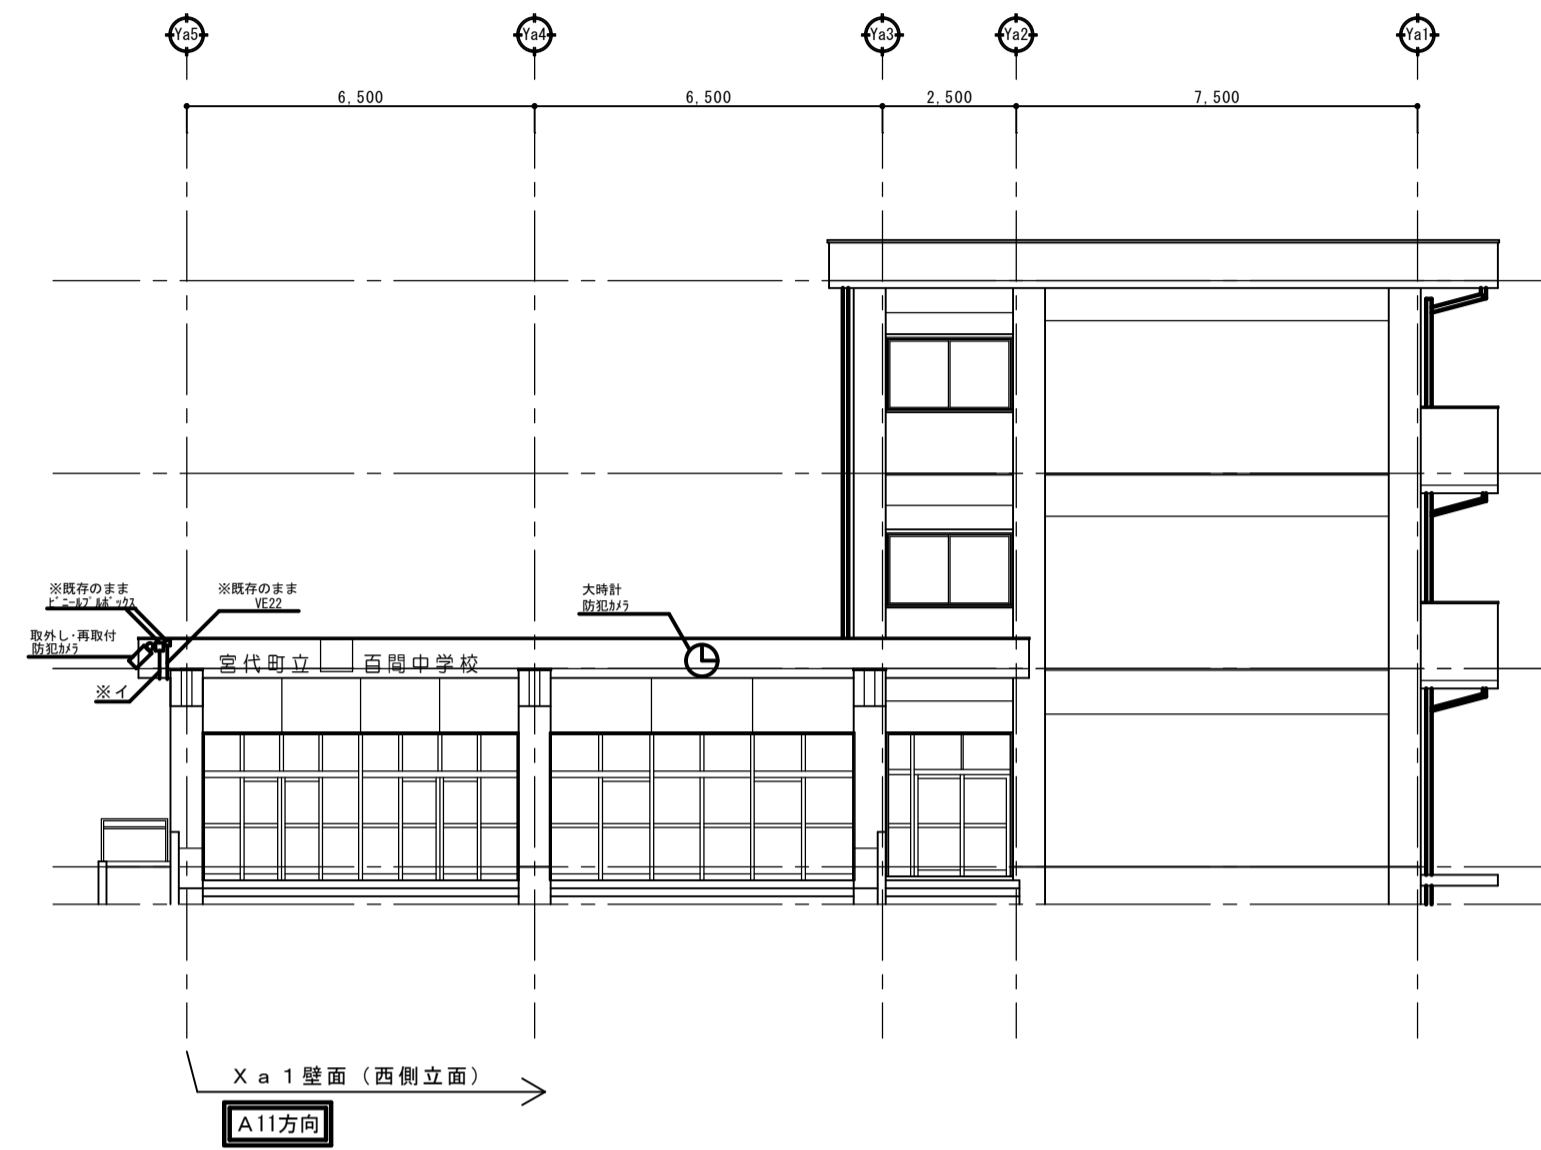 Ya5 Ya4 Ya3 Ya2 Ya1
6,500 6,500 2,500 7,500
※既存のまま
ビニールプルボックス
※既存のまま
VE22
大時計
防犯カメラ
取外し・再取付
防犯カメラ
※イ
宮代町立 百間中学校
Xa1壁面(西側立面)
A11方向